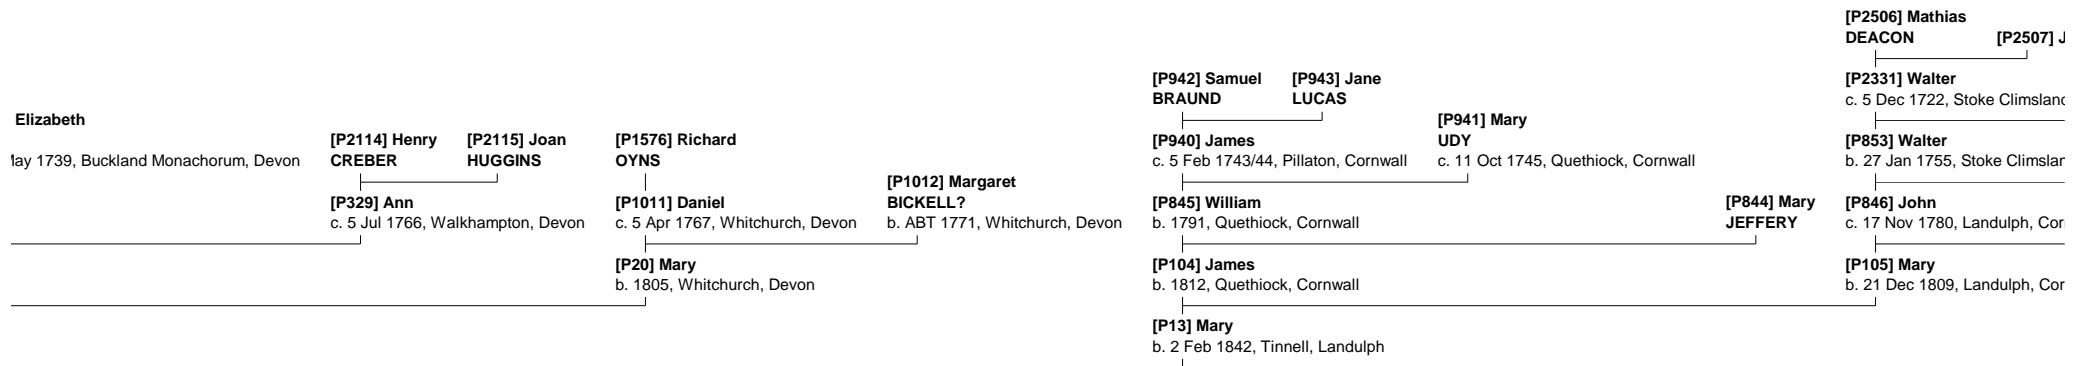 [P2506] Mathias
DEACON
[P2507]
[P942] Samuel
BRAUND
[P943] Jane
LUCAS
[P2331] Walter
c. 5 Dec 1722, Stoke
Elizabeth
1739, Buckland Monachorum, Devon
[P2114] Henry
CREBER
[P2115] Joan
HUGGINS
[P1576] Richard
OYNS
[P940] James
c. 5 Feb 1743/44, Pillaton, Cornwall
[P941] Mary
UDY
c. 11 Oct 1745, Quethiock, Cornwall
[P853] Walter
b. 27 Jan 1755, Stoke
[P329] Ann
c. 5 Jul 1766, Walkhampton, Devon
[P1011] Daniel
c. 5 Apr 1767, Whitchurch, Devon
[P1012] Margaret
BICKELL?
b. ABT 1771, Whitchurch, Devon
[P845] William
b. 1791, Quethiock, Cornwall
[P844] Mary
JEFFERY
[P846] John
c. 17 Nov 1780, Landulph,
[P20] Mary
b. 1805, Whitchurch, Devon
[P104] James
b. 1812, Quethiock, Cornwall
[P105] Mary
b. 21 Dec 1809, Landulph,
[P13] Mary
b. 2 Feb 1842, Tinnell, Landulph